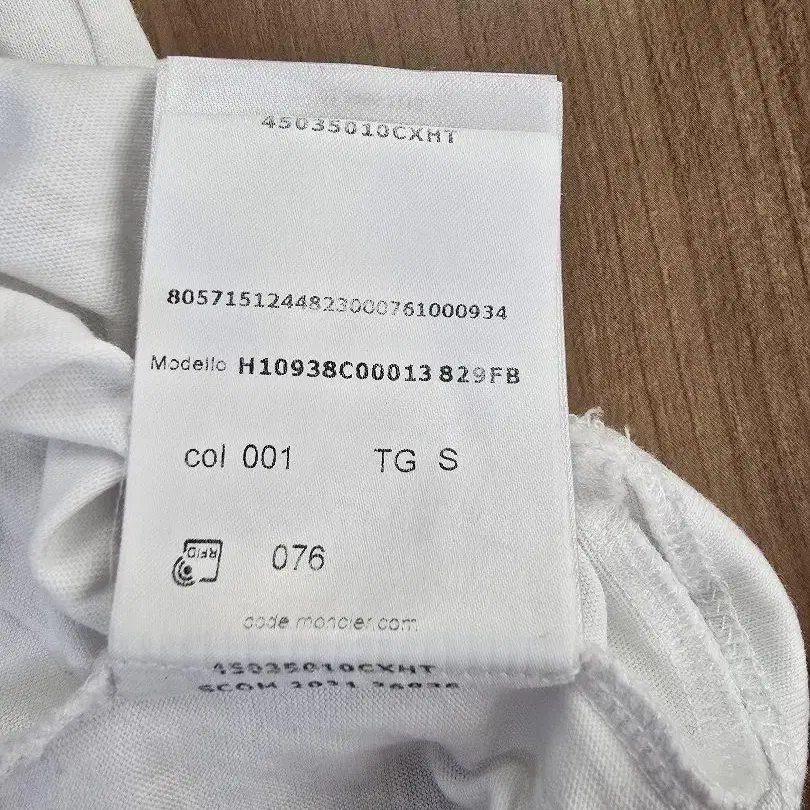 45035010CXHT
8057151244823000761000934
Modello H10938C00013 829FB
col 001 TG S
RFID 076
code.moncler.com
45035010CXHT